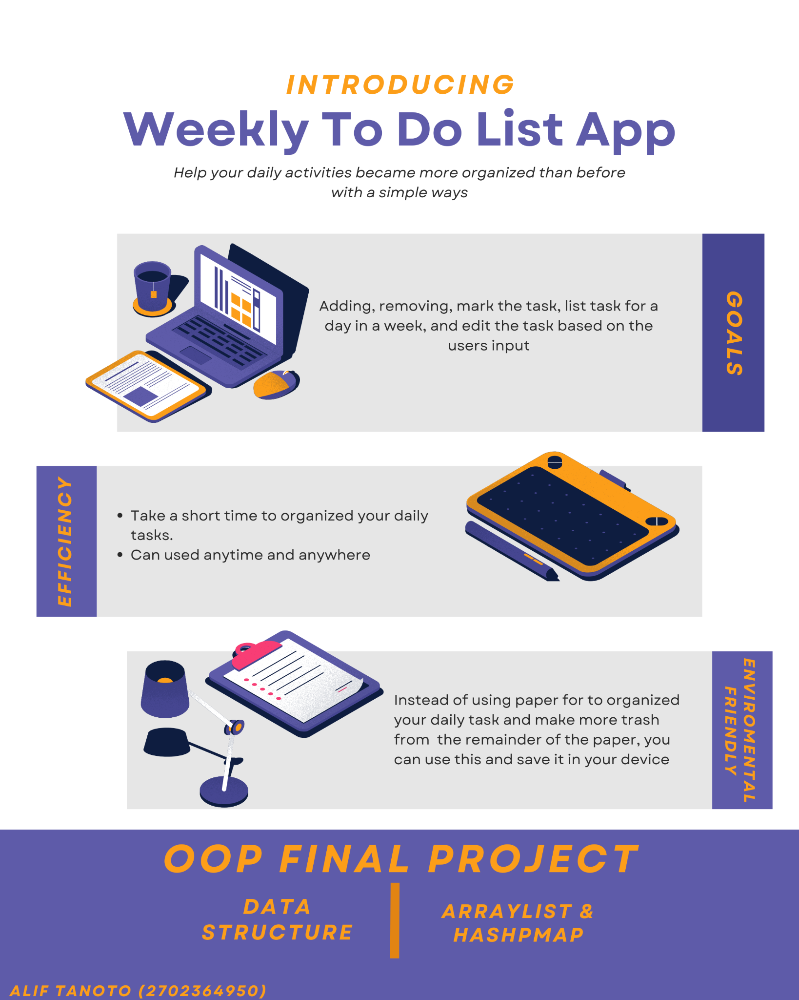 INTRODUCING
Weekly To Do List App
Help your daily activities became more organized than before
with a simple ways
Adding, removing, mark the task, list task for a
day in a week, and edit the task based on the
users input
GOALS
EFFICIENCY
• Take a short time to organized your daily
tasks.
• Can used anytime and anywhere
Instead of using paper for to organized
your daily task and make more trash
from  the remainder of the paper, you
can use this and save it in your device
ENVIROMENTAL
FRIENDLY
OOP FINAL PROJECT
DATA
STRUCTURE
ARRAYLIST &
HASHPMAP
ALIF TANOTO (2702364950)